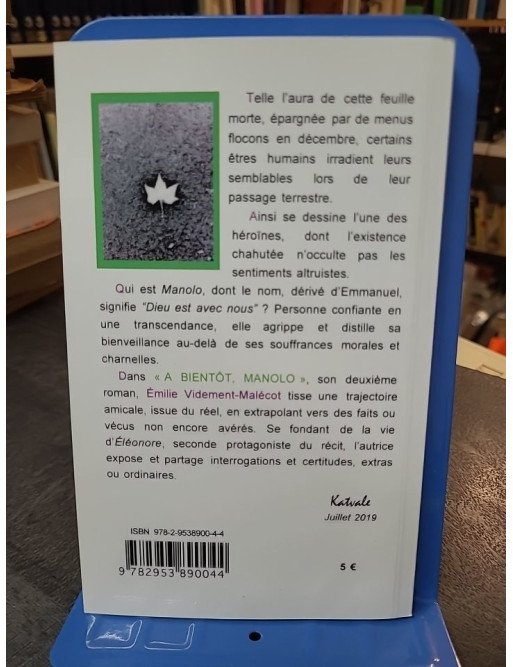 Telle l'aura de cette feuille
morte, épargnée par de menus
flocons en décembre, certains
êtres humains irradient leurs
semblables lors de leur
passage terrestre.
Ainsi se dessine l'une des
héroïnes, dont l'existence
chahutée n'occulte pas les
sentiments altruistes.
Qui est Manolo, dont le nom, dérivé d'Emmanuel,
signifie "Dieu est avec nous" ? Personne confiante en
une transcendance, elle agrippe et distille sa
bienveillance au-delà de ses souffrances morales et
charnelles.
Dans « A BIENTÔT, MANOLO », son deuxième
roman, Émilie Videment-Malécot tisse une trajectoire
amicale, issue du réel, en extrapolant vers des faits ou
vécus non encore avérés. Se fondant de la vie
d'Éléonore, seconde protagoniste du récit, l'autrice
expose et partage interrogations et certitudes, extras
ou ordinaires.
Katvale
Juillet 2019
ISBN 978-2-9538900-4-4
9 782953 890044
5 €